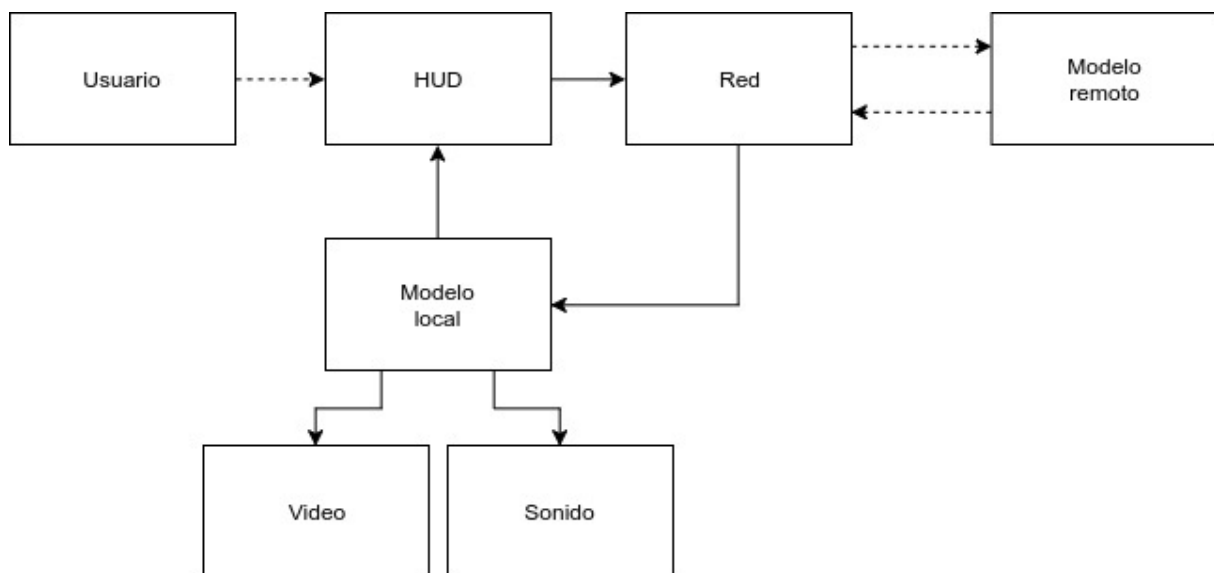 Usuario
HUD
Red
Modelo
remoto
Modelo
local
Video
Sonido